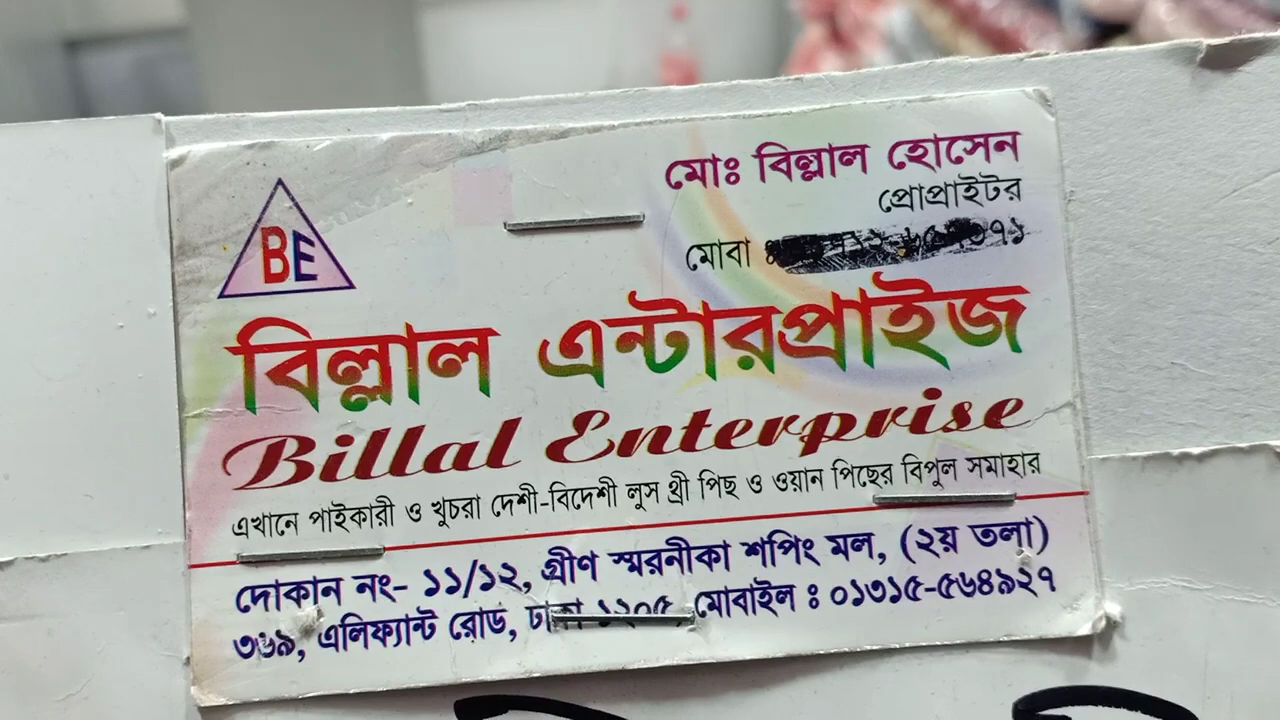 মোঃ বিল্লাল হোসেন
প্রোপ্রাইটর
মোবা :
BE
বিল্লাল এন্টারপ্রাইজ
Billal Enterprise
এখানে পাইকারী ও খুচরা দেশী-বিদেশী লুস থ্রী পিছ ও ওয়ান পিছের বিপুল সমাহার
দোকান নং- ১১/১২, গ্রীণ স্মরনীকা শপিং মল, (২য় তলা)
৩৬৯, এলিফ্যান্ট রোড, ঢাকা ১২০৫, মোবাইল : ০১৩১৫-৫৬৪৯২৭